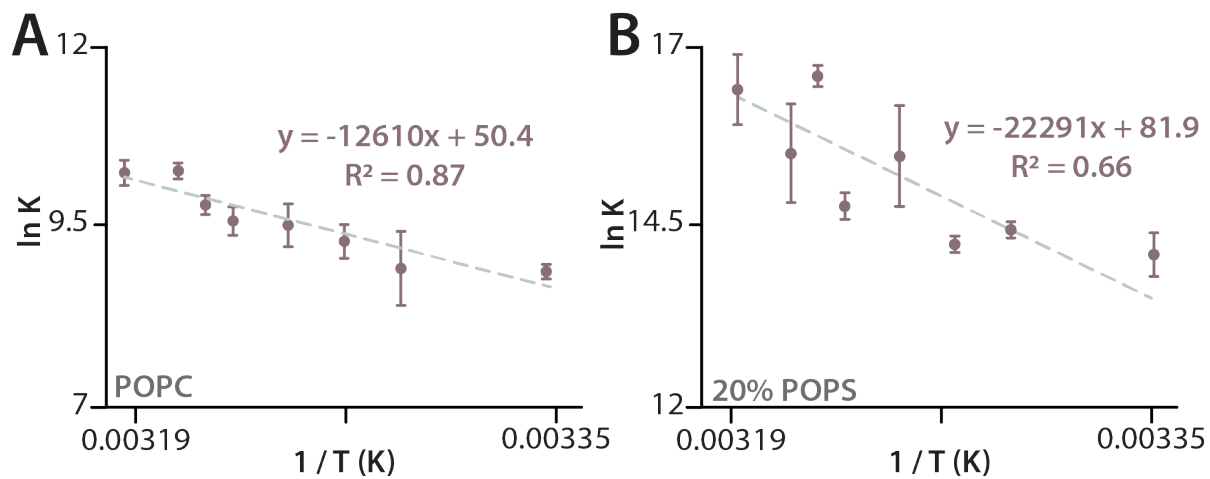 A
12
9.5
7
ln K
y = -12610x + 50.4
R² = 0.87
POPC
0.00319
0.00335
1 / T (K)
B
17
14.5
12
ln K
y = -22291x + 81.9
R² = 0.66
20% POPS
0.00319
0.00335
1 / T (K)